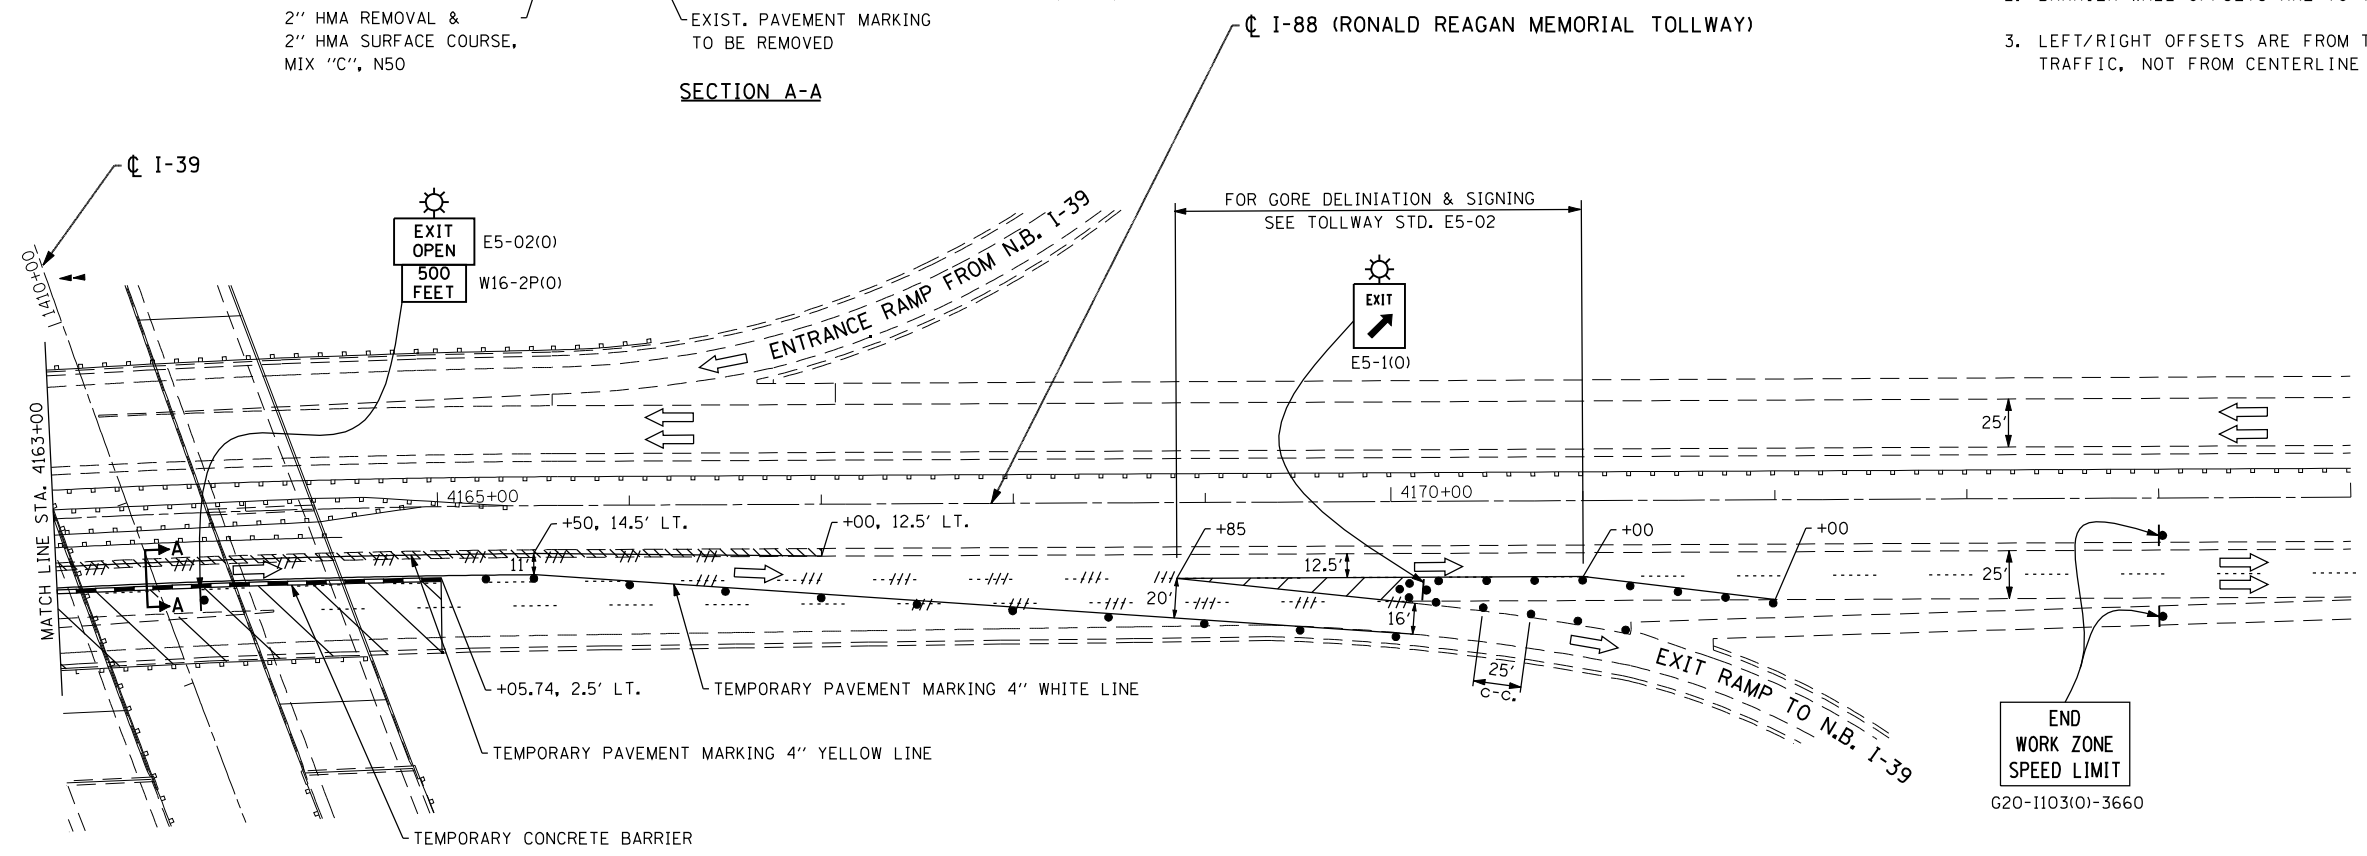 2" HMA REMOVAL &
2" HMA SURFACE COURSE,
MIX "C", N50
EXIST. PAVEMENT MARKING
TO BE REMOVED
SECTION A-A
℄ I-88 (RONALD REAGAN MEMORIAL TOLLWAY)
3. LEFT/RIGHT OFFSETS ARE FROM
TRAFFIC, NOT FROM CENTERLINE
℄ I-39
1410+00
EXIT
OPEN
E5-02(O)
500
FEET
W16-2P(O)
ENTRANCE RAMP FROM N.B. I-39
FOR GORE DELINIATION & SIGNING
SEE TOLLWAY STD. E5-02
EXIT
E5-1(O)
MATCH LINE STA. 4163+00
25'
4165+00
4170+00
+50, 14.5' LT.
+00, 12.5' LT.
+85
+00
+00
A
A
11'
12.5'
20'
16'
25'
25'
C-C.
EXIT RAMP TO N.B. I-39
+05.74, 2.5' LT.
TEMPORARY PAVEMENT MARKING 4" WHITE LINE
TEMPORARY PAVEMENT MARKING 4" YELLOW LINE
TEMPORARY CONCRETE BARRIER
END
WORK ZONE
SPEED LIMIT
G20-I103(O)-3660